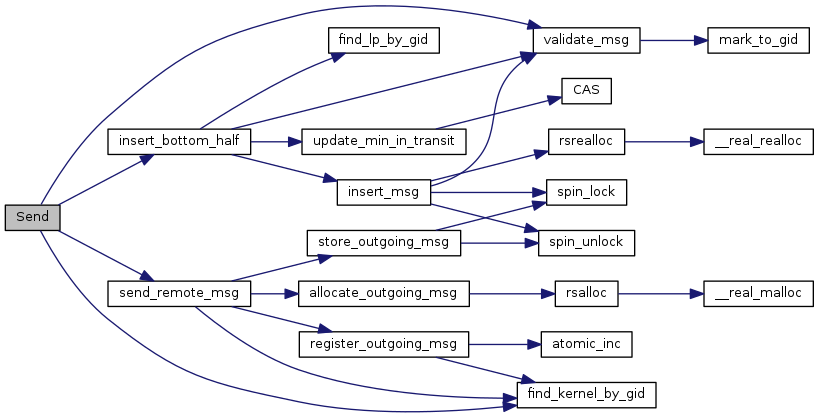 find_lp_by_gid
validate_msg
mark_to_gid
CAS
insert_bottom_half
update_min_in_transit
rsrealloc
__real_realloc
insert_msg
spin_lock
Send
store_outgoing_msg
spin_unlock
send_remote_msg
allocate_outgoing_msg
rsalloc
__real_malloc
register_outgoing_msg
atomic_inc
find_kernel_by_gid